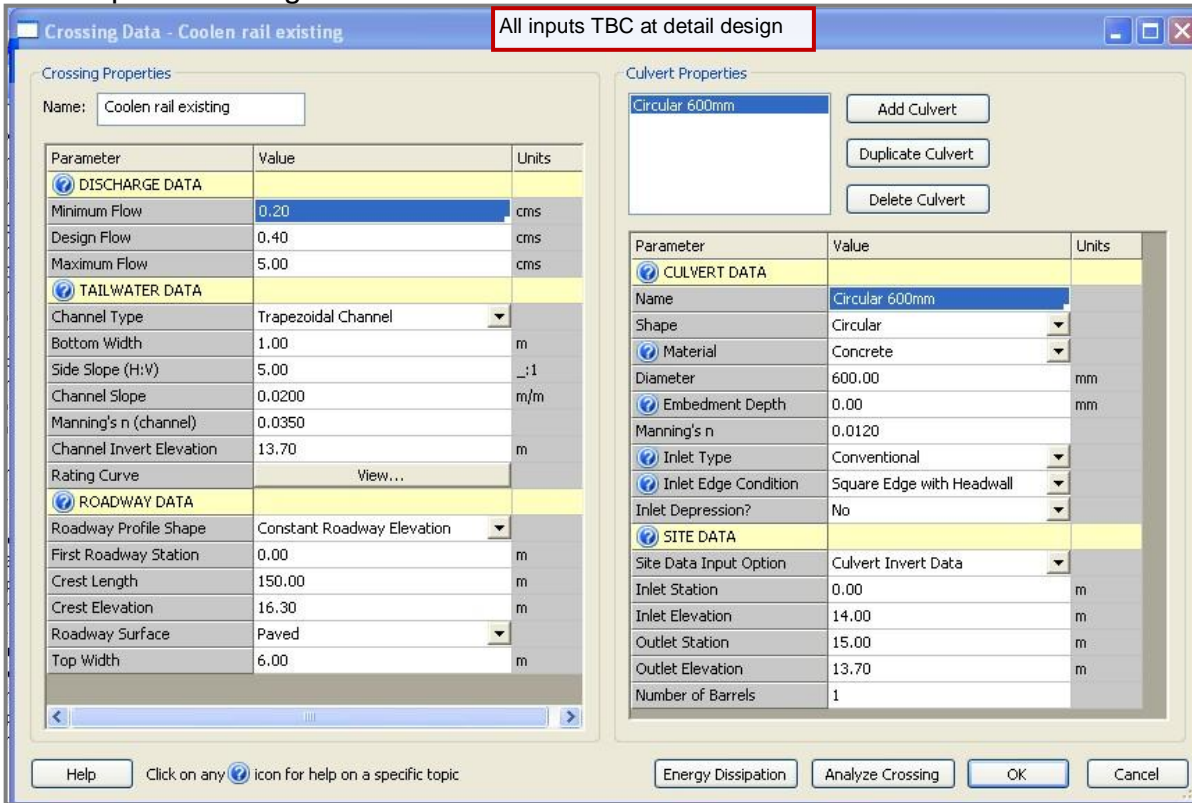 Crossing Data - Coolen rail existing
All inputs TBC at detail design
Crossing Properties
Name: Coolen rail existing
Parameter Value Units
DISCHARGE DATA
Minimum Flow 0.20 cms
Design Flow 0.40 cms
Maximum Flow 5.00 cms
TAILWATER DATA
Channel Type Trapezoidal Channel
Bottom Width 1.00 m
Side Slope (H:V) 5.00 _:1
Channel Slope 0.0200 m/m
Manning's n (channel) 0.0350
Channel Invert Elevation 13.70 m
Rating Curve View...
ROADWAY DATA
Roadway Profile Shape Constant Roadway Elevation
First Roadway Station 0.00 m
Crest Length 150.00 m
Crest Elevation 16.30 m
Roadway Surface Paved
Top Width 6.00 m
Culvert Properties
Circular 600mm
Add Culvert
Duplicate Culvert
Delete Culvert
Parameter Value Units
CULVERT DATA
Name Circular 600mm
Shape Circular
Material Concrete
Diameter 600.00 mm
Embedment Depth 0.00 mm
Manning's n 0.0120
Inlet Type Conventional
Inlet Edge Condition Square Edge with Headwall
Inlet Depression? No
SITE DATA
Site Data Input Option Culvert Invert Data
Inlet Station 0.00 m
Inlet Elevation 14.00 m
Outlet Station 15.00 m
Outlet Elevation 13.70 m
Number of Barrels 1
Help Click on any ? icon for help on a specific topic
Energy Dissipation Analyze Crossing OK Cancel